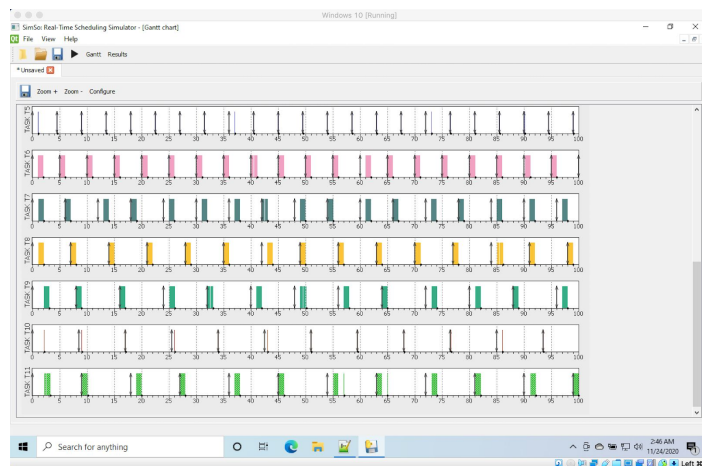 Windows 10 [Running]
SimSo: Real-Time Scheduling Simulator - [Gantt chart]
File View Help
Gantt Results
* Unsaved
Zoom + Zoom - Configure
TASK T5
0 5 10 15 20 25 30 35 40 45 50 55 60 65 70 75 80 85 90 95 100
TASK T6
0 5 10 15 20 25 30 35 40 45 50 55 60 65 70 75 80 85 90 95 100
TASK T7
0 5 10 15 20 25 30 35 40 45 50 55 60 65 70 75 80 85 90 95 100
TASK T8
0 5 10 15 20 25 30 35 40 45 50 55 60 65 70 75 80 85 90 95 100
TASK T9
0 5 10 15 20 25 30 35 40 45 50 55 60 65 70 75 80 85 90 95 100
TASK T10
0 5 10 15 20 25 30 35 40 45 50 55 60 65 70 75 80 85 90 95 100
TASK T11
0 5 10 15 20 25 30 35 40 45 50 55 60 65 70 75 80 85 90 95 100
Search for anything
2:46 AM
11/24/2020
Left ⌘